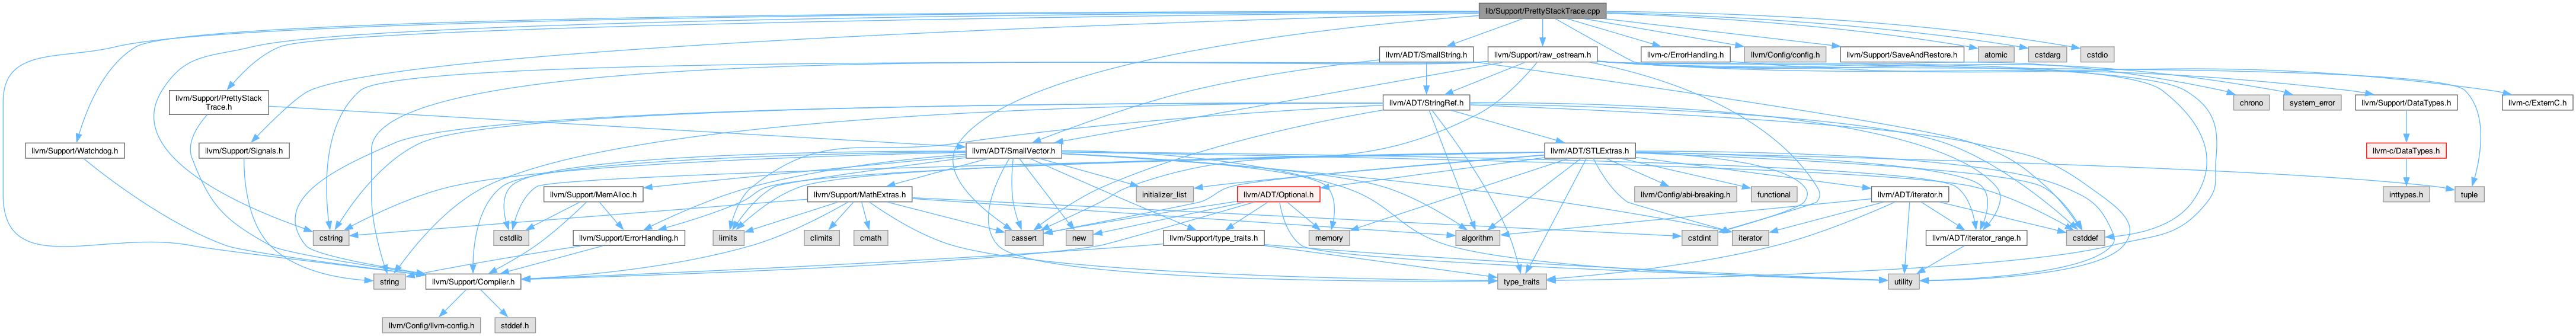 lib/Support/PrettyStackTrace.cpp
llvm/ADT/SmallString.h
llvm/Support/raw_ostream.h
llvm-c/ErrorHandling.h
llvm/Config/config.h
llvm/Support/SaveAndRestore.h
atomic
cstdarg
cstdio
llvm/Support/PrettyStack
Trace.h
llvm/ADT/StringRef.h
chrono
system_error
llvm/Support/DataTypes.h
llvm-c/ExternC.h
llvm/Support/Watchdog.h
llvm/Support/Signals.h
llvm/ADT/SmallVector.h
llvm/ADT/STLExtras.h
llvm-c/DataTypes.h
llvm/Support/MemAlloc.h
llvm/Support/MathExtras.h
initializer_list
llvm/ADT/Optional.h
llvm/Config/abi-breaking.h
functional
llvm/ADT/iterator.h
inttypes.h
tuple
cstring
cstdlib
llvm/Support/ErrorHandling.h
limits
climits
cmath
cassert
new
llvm/Support/type_traits.h
memory
algorithm
cstdint
iterator
llvm/ADT/iterator_range.h
cstddef
string
llvm/Support/Compiler.h
type_traits
utility
llvm/Config/llvm-config.h
stddef.h